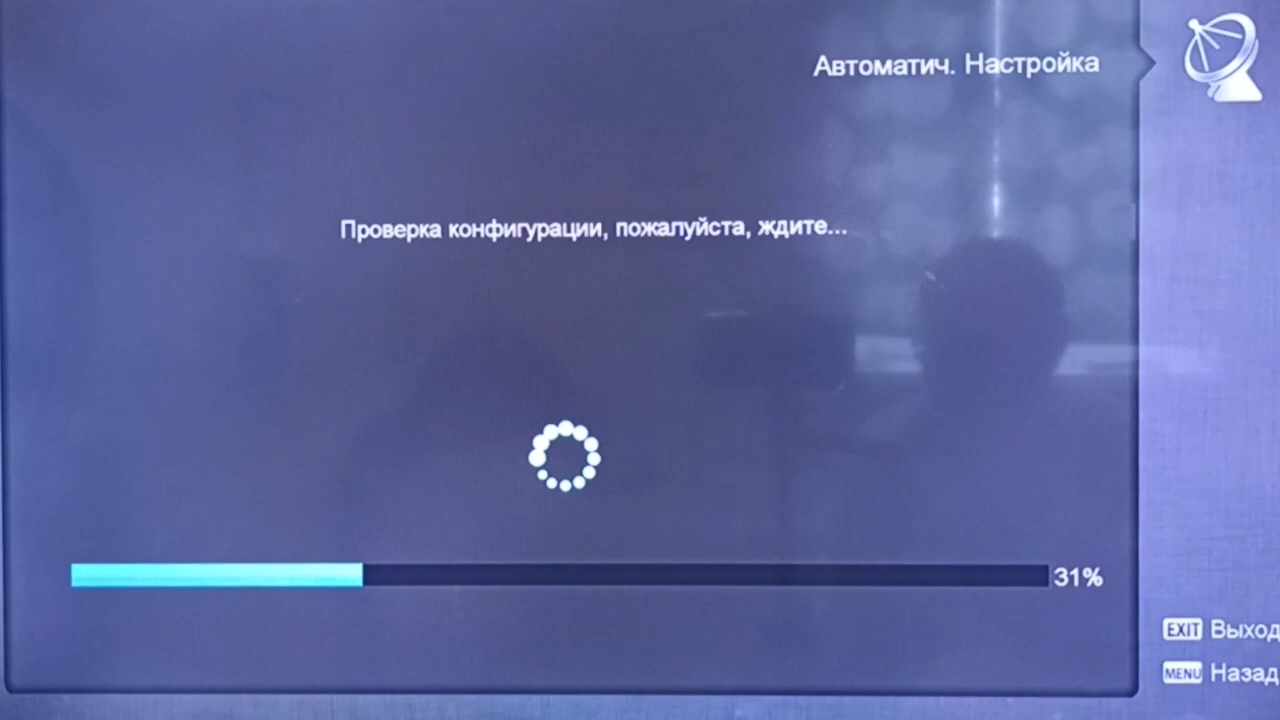 Автоматич. Настройка
Проверка конфигурации, пожалуйста, ждите...
31%
EXIT Выход
MENU Назад